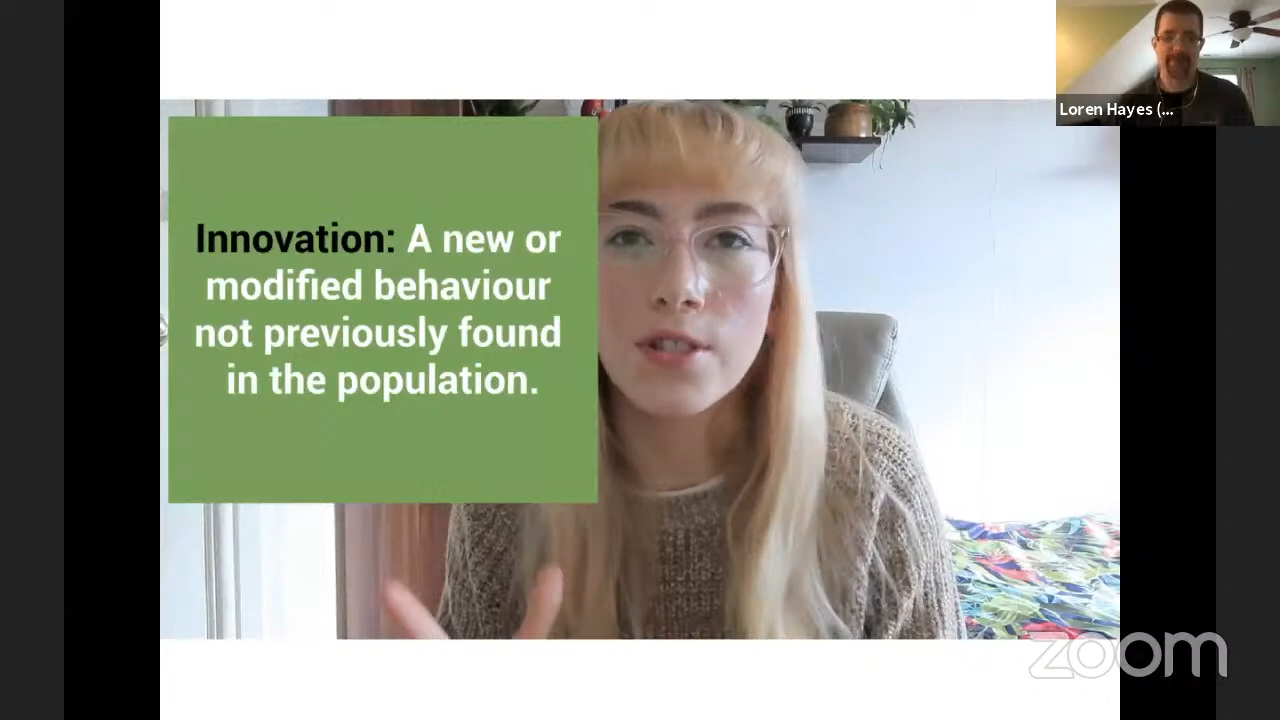 Innovation: A new or
modified behaviour
not previously found
in the population.
Loren Hayes (...
zoom